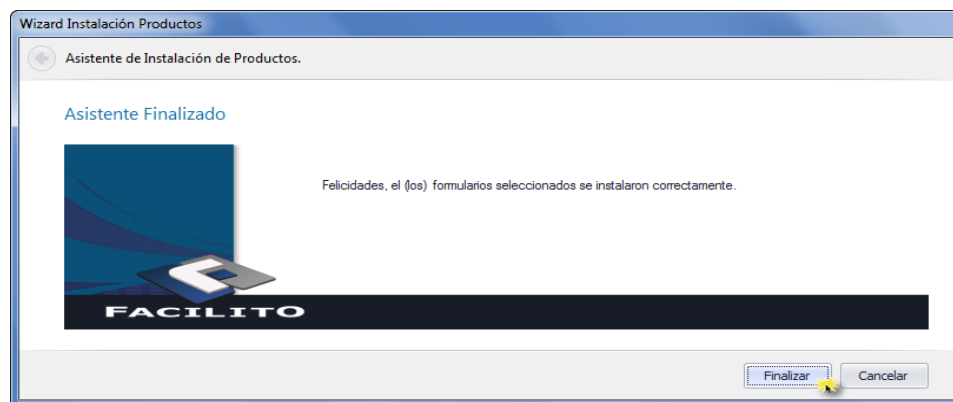 Wizard Instalación Productos
Asistente de Instalación de Productos.
Asistente Finalizado
Felicidades, el (los) formularios seleccionados se instalaron correctamente.
FACILITO
Finalizar
Cancelar